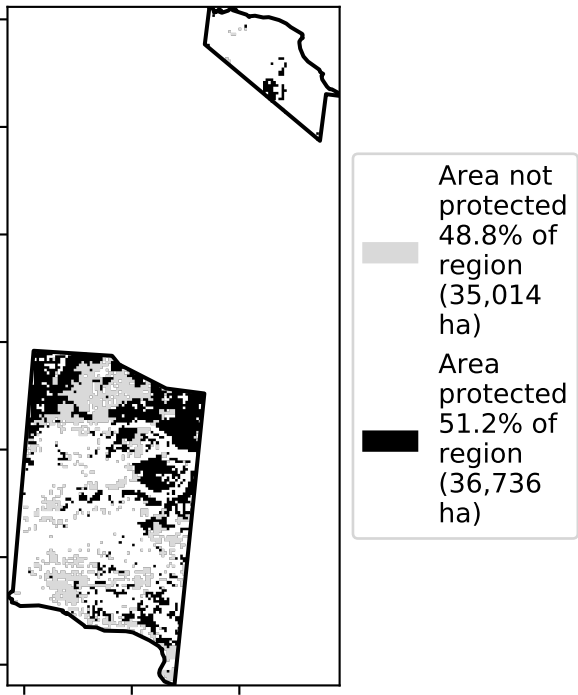 Area not
protected
48.8% of
region
(35,014
ha)
Area
protected
51.2% of
region
(36,736
ha)